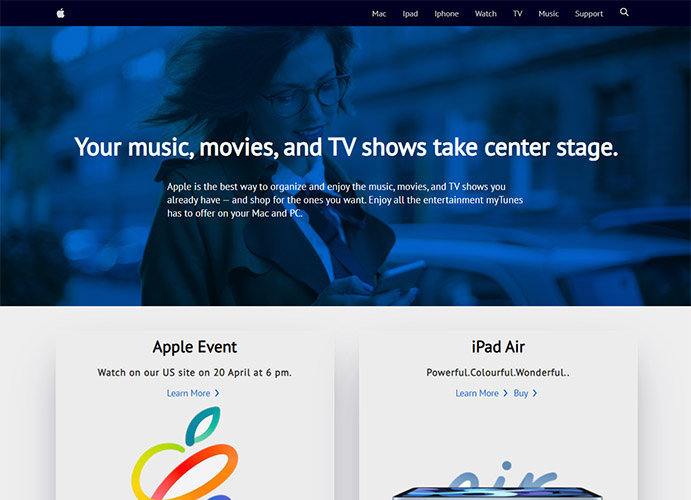 Mac Ipad Iphone Watch TV Music Support
Your music, movies, and TV shows take center stage.
Apple is the best way to organize and enjoy the music, movies, and TV shows you
already have — and shop for the ones you want. Enjoy all the entertainment myTunes
has to offer on your Mac and PC.
Apple Event
Watch on our US site on 20 April at 6 pm.
Learn More
iPad Air
Powerful.Colourful.Wonderful..
Learn More Buy
air